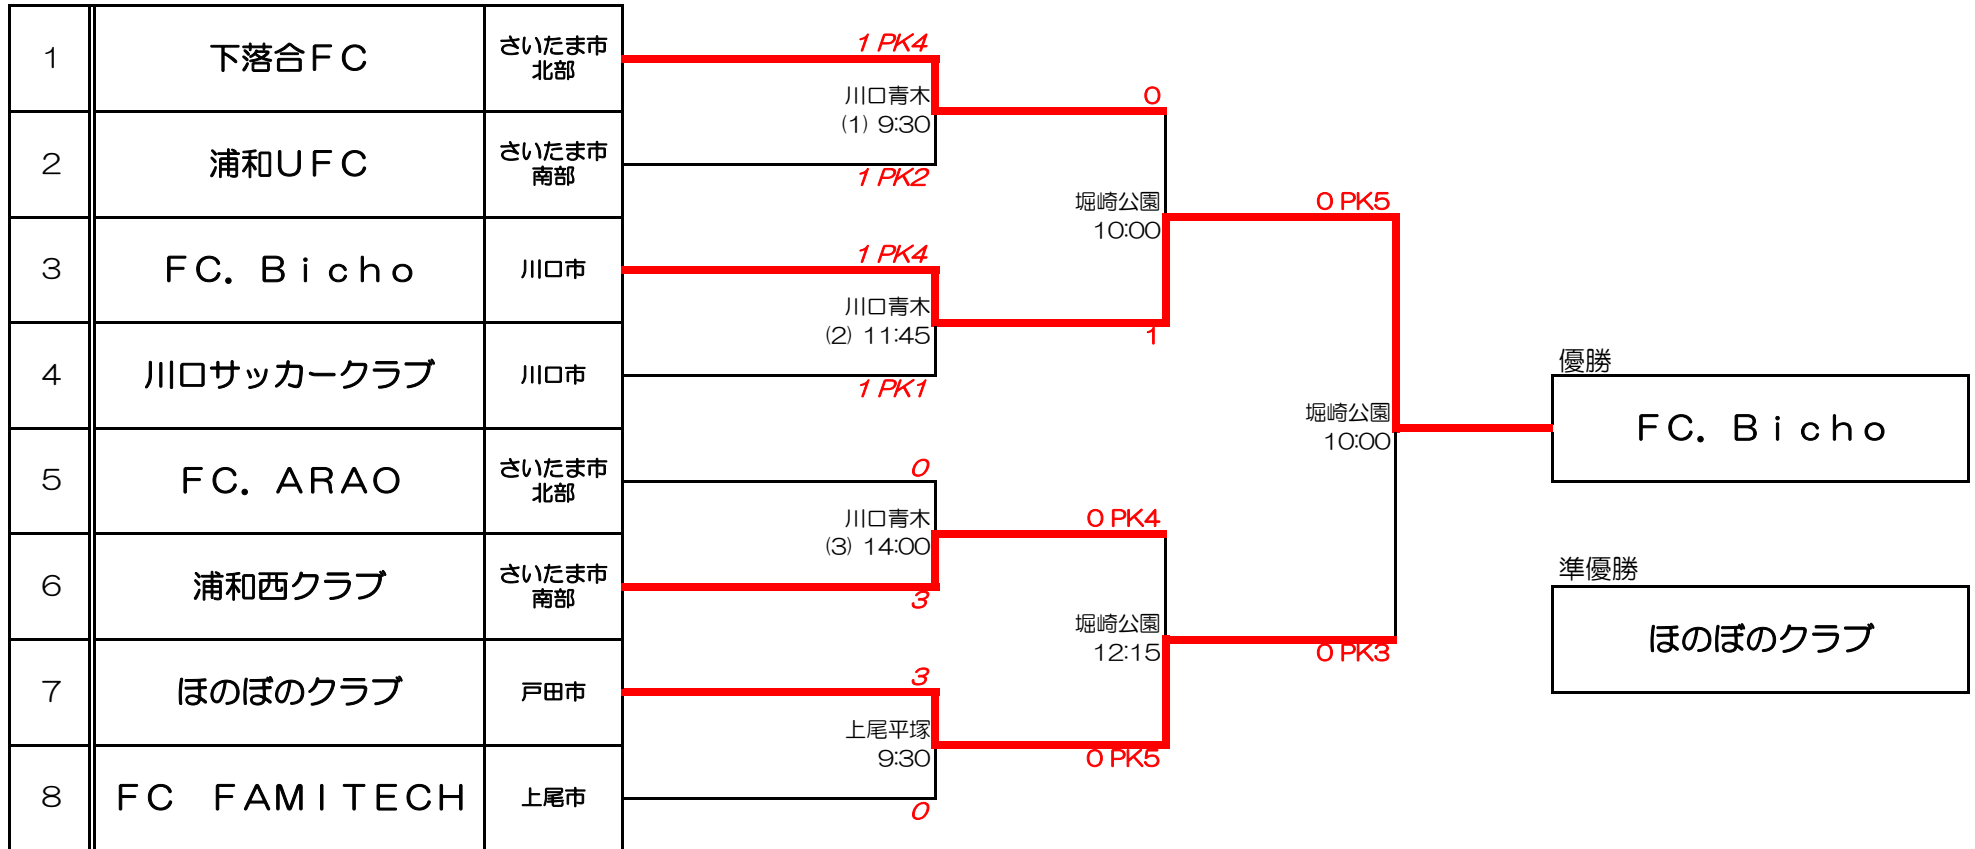 1 下落合ＦＣ さいたま市
北部
2 浦和ＵＦＣ さいたま市
南部
3 ＦＣ．Ｂｉｃｈｏ 川口市
4 川口サッカークラブ 川口市
5 ＦＣ．ＡＲＡＯ さいたま市
北部
6 浦和西クラブ さいたま市
南部
7 ほのぼのクラブ 戸田市
8 ＦＣ　ＦＡＭＩＴＥＣＨ 上尾市
1 PK4
川口青木
(1) 9:30
1 PK2
1 PK4
川口青木
(2) 11:45
1 PK1
0
川口青木
(3) 14:00
3
3
上尾平塚
9:30
0
0
堀崎公園
10:00
1
0 PK4
堀崎公園
12:15
0 PK5
0 PK5
堀崎公園
10:00
0 PK3
優勝
ＦＣ．Ｂｉｃｈｏ
準優勝
ほのぼのクラブ